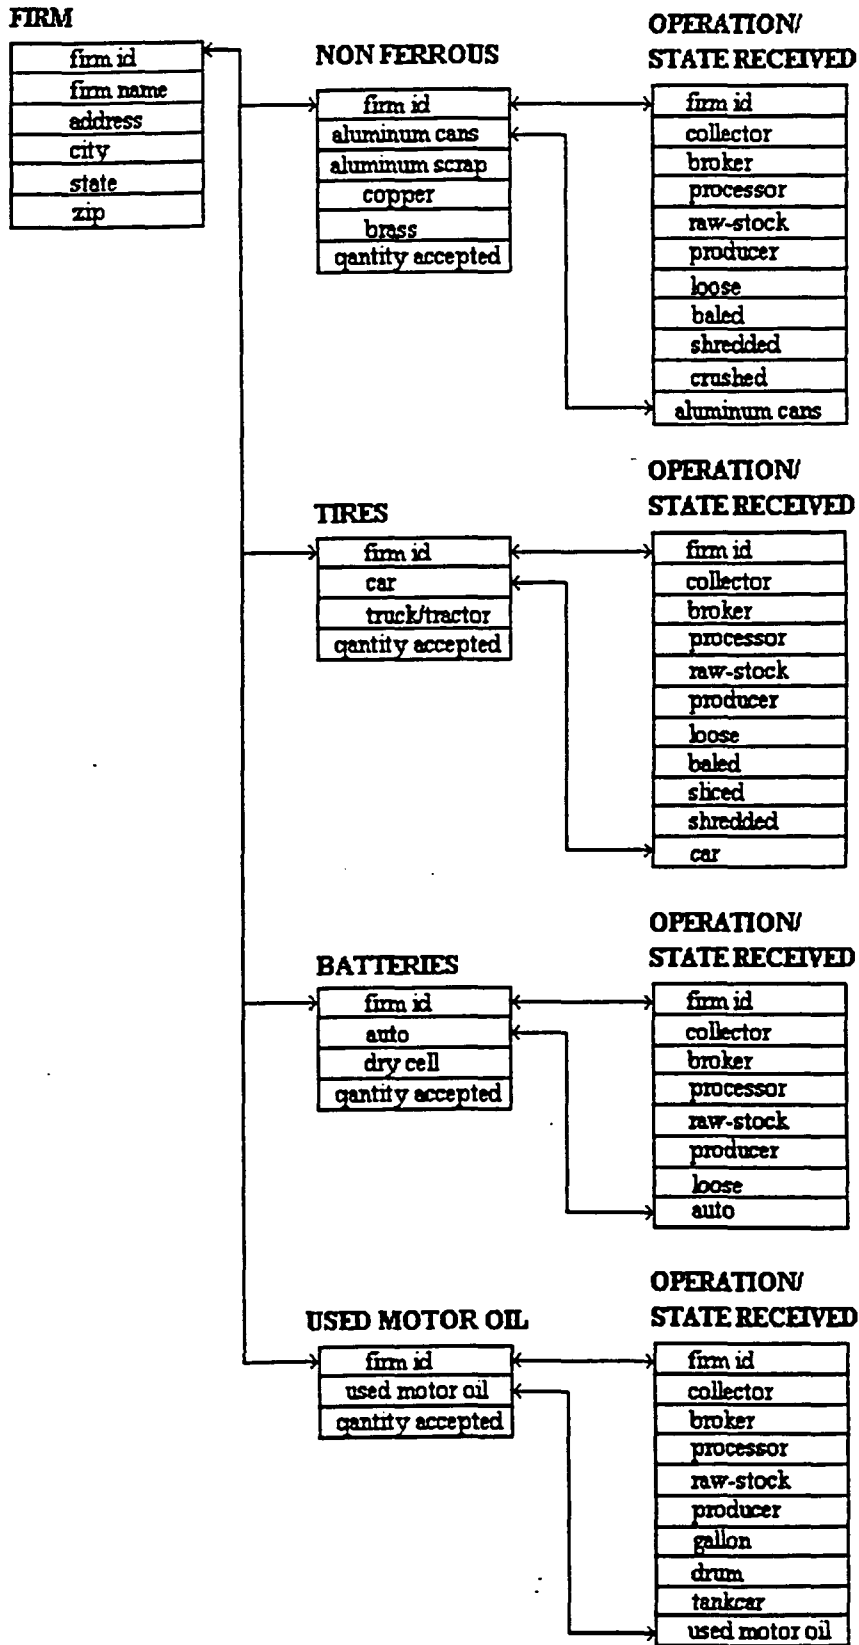 FIRM
firm id
firm name
address
city
state
zip
NON FERROUS
firm id
aluminum cans
aluminum scrap
copper
brass
qantity accepted
OPERATION/
STATE RECEIVED
firm id
collector
broker
processor
raw-stock
producer
loose
baled
shredded
crushed
aluminum cans
TIRES
firm id
car
truck/tractor
qantity accepted
OPERATION/
STATE RECEIVED
firm id
collector
broker
processor
raw-stock
producer
loose
baled
sliced
shredded
car
BATTERIES
firm id
auto
dry cell
qantity accepted
OPERATION/
STATE RECEIVED
firm id
collector
broker
processor
raw-stock
producer
loose
auto
USED MOTOR OIL
firm id
used motor oil
qantity accepted
OPERATION/
STATE RECEIVED
firm id
collector
broker
processor
raw-stock
producer
gallon
drum
tankcar
used motor oil